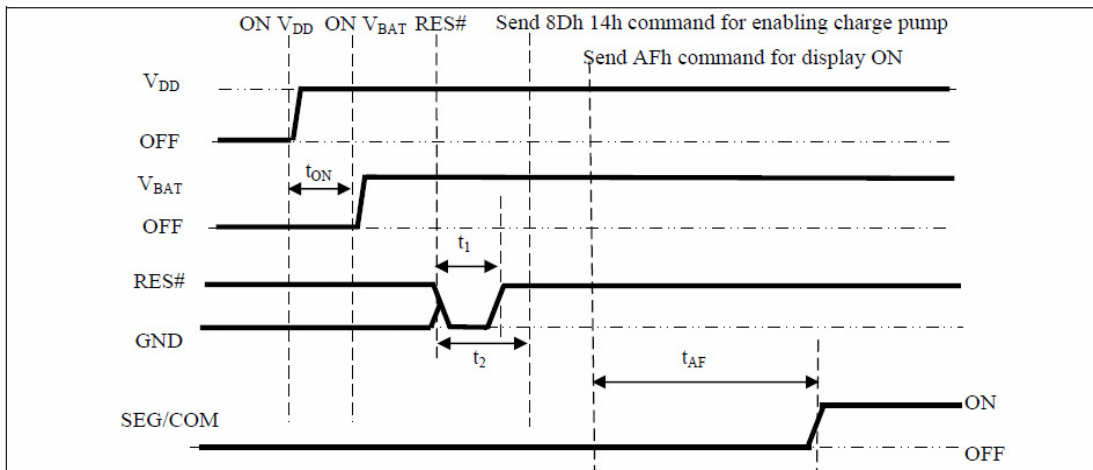 ON VDD ON VBAT RES# Send 8Dh 14h command for enabling charge pump
Send AFh command for display ON
VDD
OFF
tON
VBAT
OFF
t1
RES#
GND
t2
tAF
ON
SEG/COM
OFF